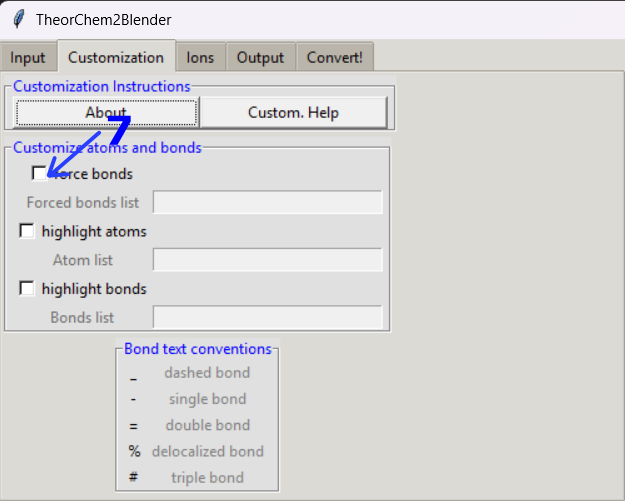 TheorChem2Blender
Input Customization Ions Output Convert!
Customization Instructions
About Custom. Help
7
Customize atoms and bonds
force bonds
Forced bonds list
highlight atoms
Atom list
highlight bonds
Bonds list
Bond text conventions
_ dashed bond
- single bond
= double bond
% delocalized bond
# triple bond